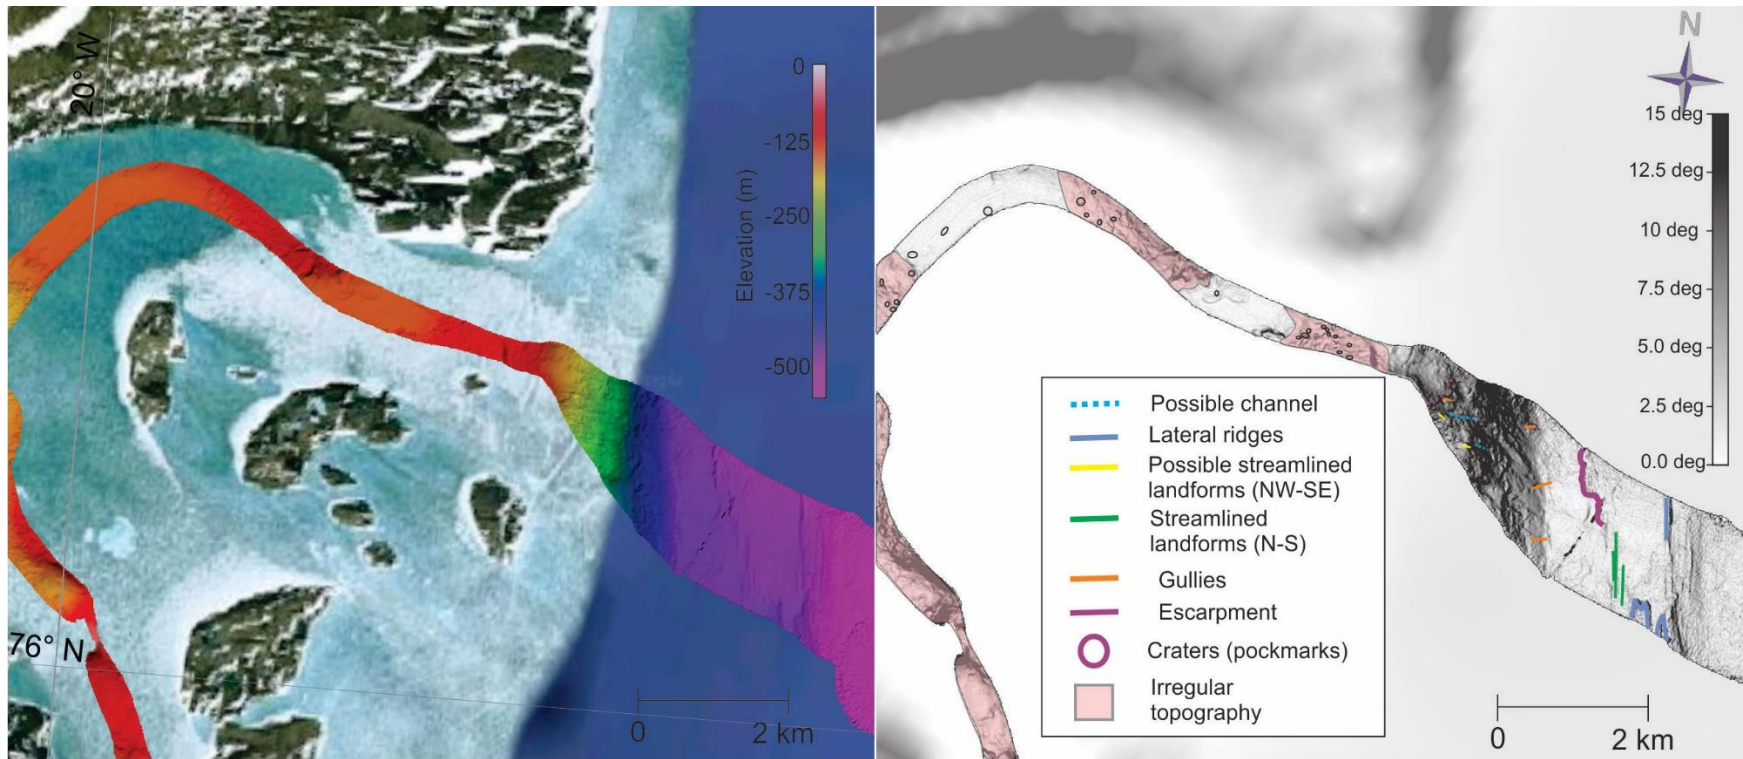 20° W
0
-125
-250
-375
-500
Elevation (m)
76° N
0 2 km
N
15 deg
12.5 deg
10 deg
7.5 deg
5.0 deg
2.5 deg
0.0 deg
Possible channel
Lateral ridges
Possible streamlined
landforms (NW-SE)
Streamlined
landforms (N-S)
Gullies
Escarpment
Craters (pockmarks)
Irregular
topography
0 2 km